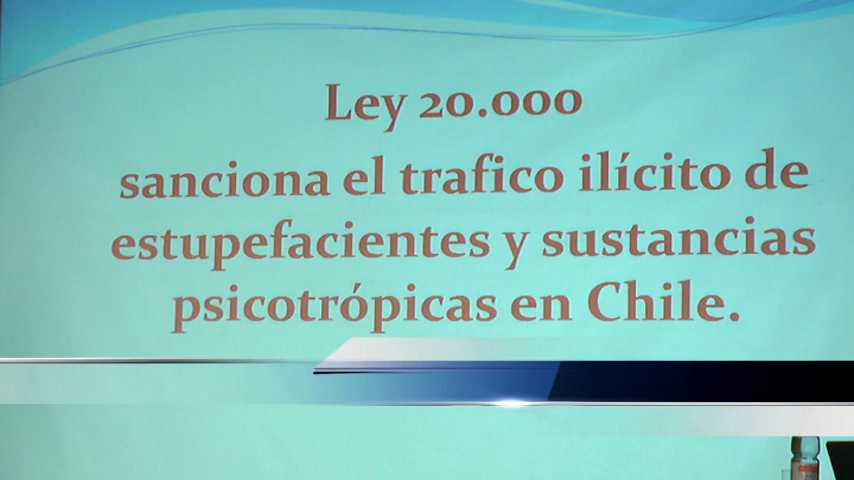 Ley 20.000
sanciona el trafico ilícito de
estupefacientes y sustancias
psicotrópicas en Chile.